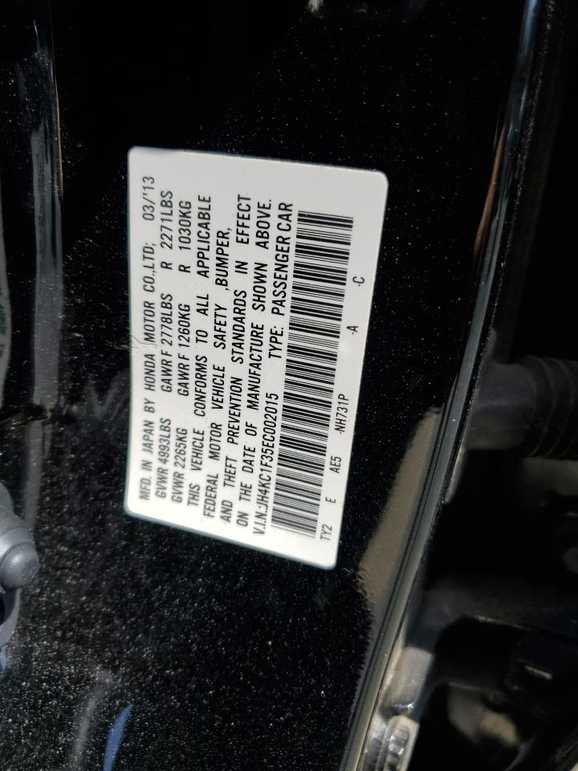 MFD. IN JAPAN BY HONDA MOTOR CO.,LTD; 03/'13
GVWR 4993LBS GAWR F 2778LBS R 2271LBS
GVWR 2265KG GAWR F 1260KG R 1030KG
THIS VEHICLE CONFORMS TO ALL APPLICABLE
FEDERAL MOTOR VEHICLE SAFETY ,BUMPER,
AND THEFT PREVENTION STANDARDS IN EFFECT
ON THE DATE OF MANUFACTURE SHOWN ABOVE.
V.I.N.:JH4KC1F35EC002015 TYPE: PASSENGER CAR
TY2 E AE5 -NH731P -A -C